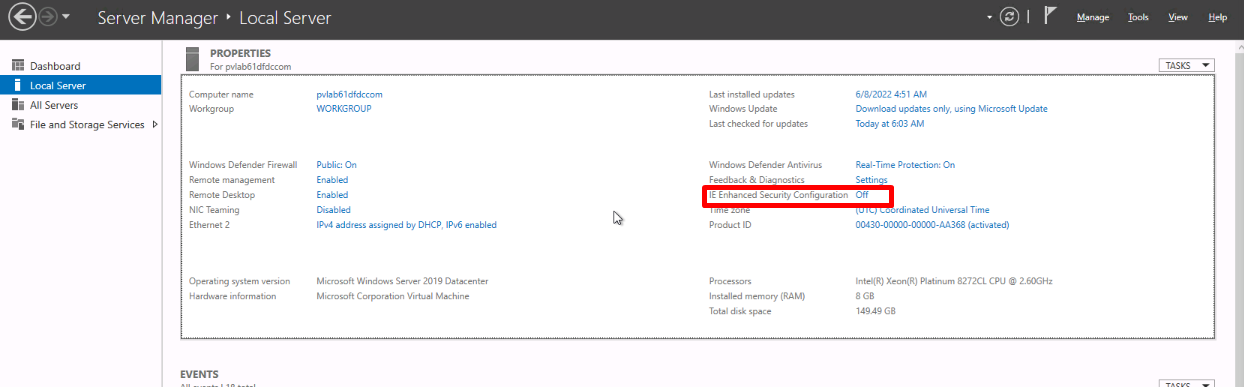 Server Manager ‣ Local Server
Manage Tools View Help
Dashboard
Local Server
All Servers
File and Storage Services
PROPERTIES
For pvlab61dfdccom
TASKS
Computer name pvlab61dfdccom
Workgroup WORKGROUP
Last installed updates 6/8/2022 4:51 AM
Windows Update Download updates only, using Microsoft Update
Last checked for updates Today at 6:03 AM
Windows Defender Firewall Public: On
Remote management Enabled
Remote Desktop Enabled
NIC Teaming Disabled
Ethernet 2 IPv4 address assigned by DHCP, IPv6 enabled
Windows Defender Antivirus Real-Time Protection: On
Feedback & Diagnostics Settings
IE Enhanced Security Configuration Off
Time zone (UTC) Coordinated Universal Time
Product ID 00430-00000-00000-AA368 (activated)
Operating system version Microsoft Windows Server 2019 Datacenter
Hardware information Microsoft Corporation Virtual Machine
Processors Intel(R) Xeon(R) Platinum 8272CL CPU @ 2.60GHz
Installed memory (RAM) 8 GB
Total disk space 149.49 GB
EVENTS
All events | 18 total
TASKS